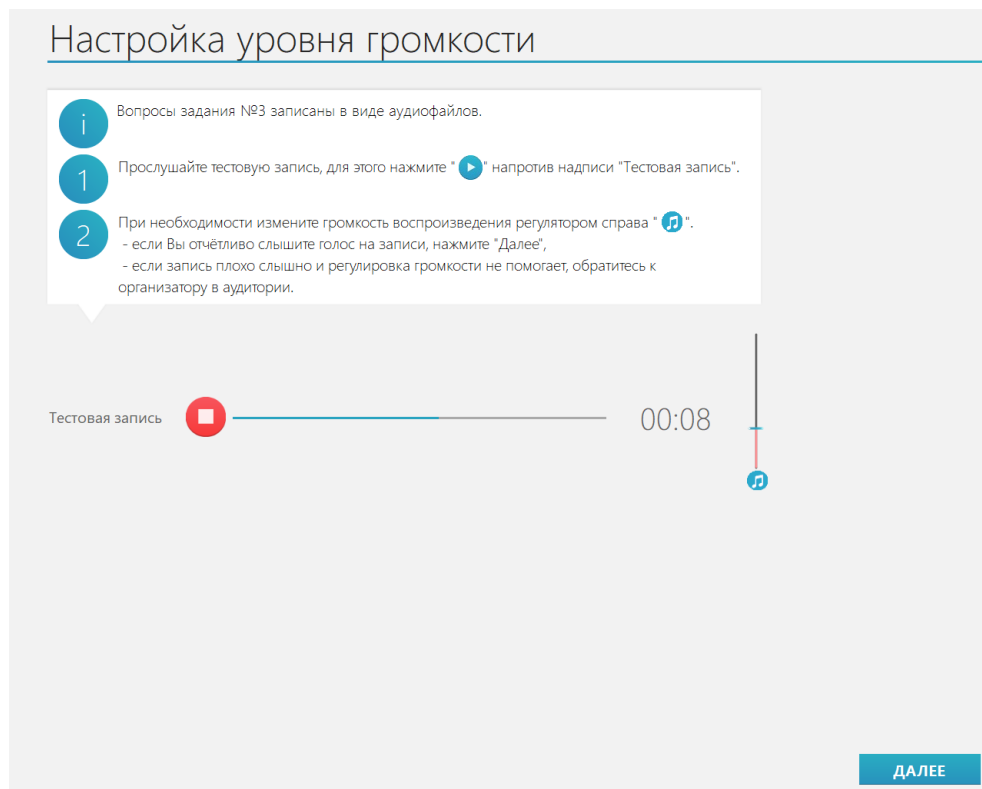 Настройка уровня громкости
i
Вопросы задания №3 записаны в виде аудиофайлов.
1
Прослушайте тестовую запись, для этого нажмите " " напротив надписи "Тестовая запись".
2
При необходимости измените громкость воспроизведения регулятором справа " ".
- если Вы отчётливо слышите голос на записи, нажмите "Далее",
- если запись плохо слышно и регулировка громкости не помогает, обратитесь к
организатору в аудитории.
Тестовая запись
00:08
ДАЛЕЕ